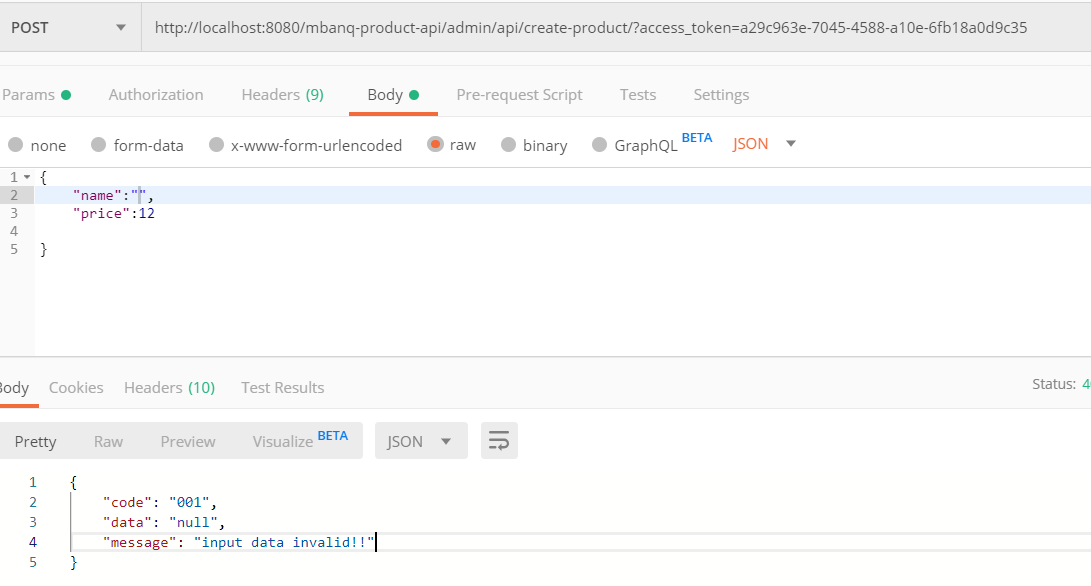 POST http://localhost:8080/mbanq-product-api/admin/api/create-product/?access_token=a29c963e-7045-4588-a10e-6fb18a0d9c35
Params Authorization Headers (9) Body Pre-request Script Tests Settings
none form-data x-www-form-urlencoded raw binary GraphQL BETA JSON
1 {
2 "name":"",
3 "price":12
4
5 }
Body Cookies Headers (10) Test Results Status: 4
Pretty Raw Preview Visualize BETA JSON
1 {
2 "code": "001",
3 "data": "null",
4 "message": "input data invalid!!"
5 }